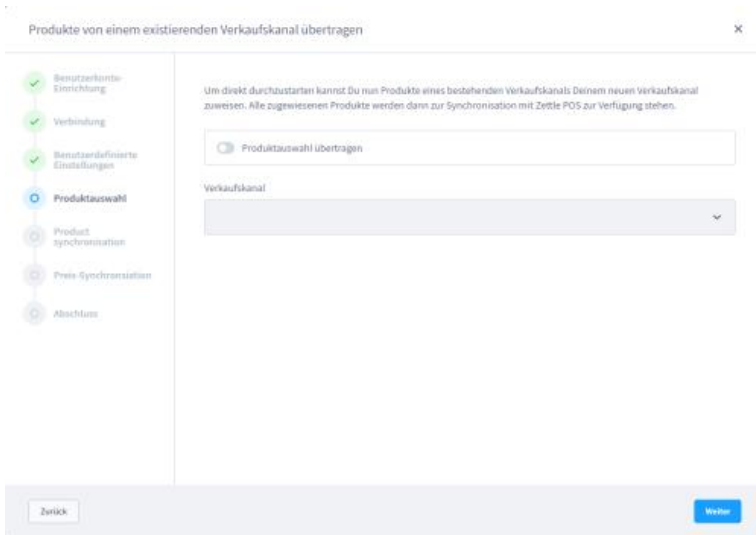 Produkte von einem existierenden Verkaufskanal übertragen
Benutzerkonto-
Einrichtung
Verbindung
Benutzerdefinierte
Einstellungen
Produktauswahl
Product
synchronisation
Preis-Synchronisation
Abschluss
Um direkt durchzustarten kannst Du nun Produkte eines bestehenden Verkaufskanals Deinem neuen Verkaufskanal
zuweisen. Alle zugewiesenen Produkte werden dann zur Synchronisation mit Zettle POS zur Verfügung stehen.
Produktauswahl übertragen
Verkaufskanal
Zurück
Weiter